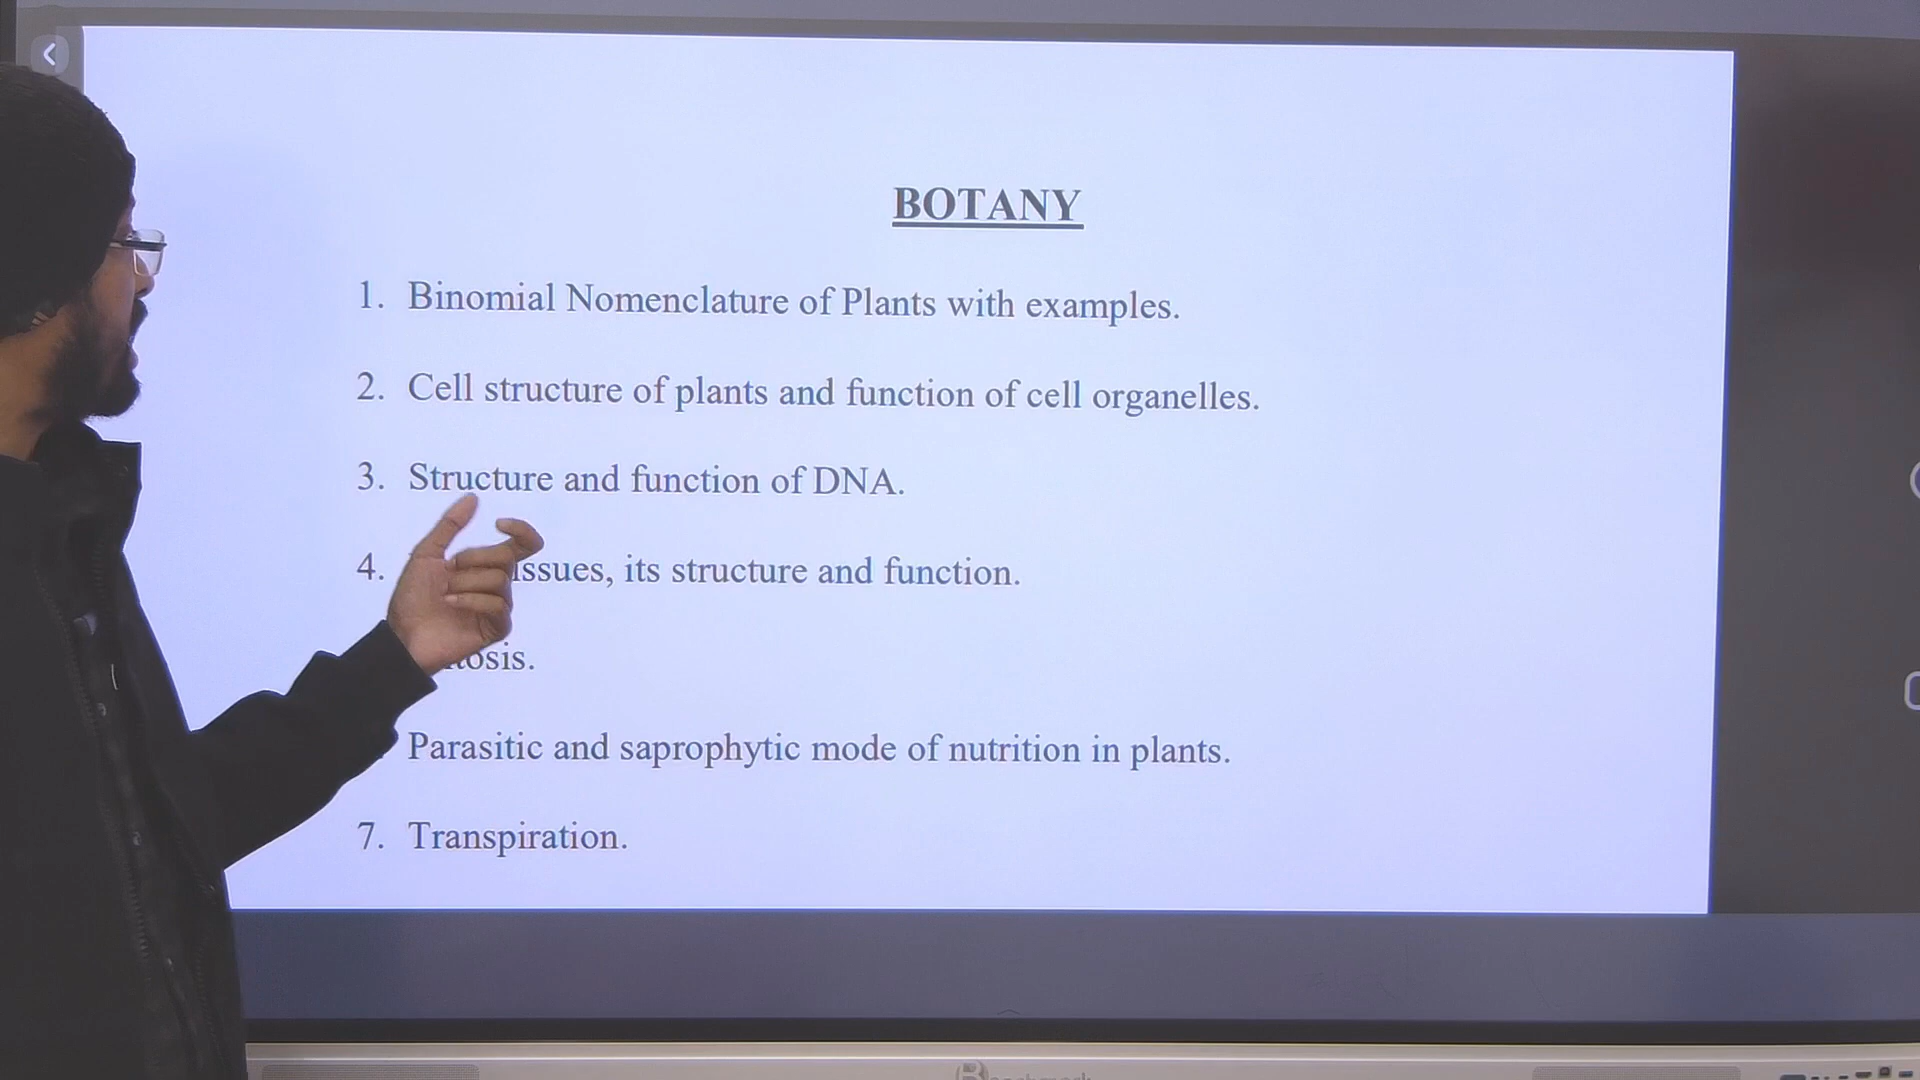 BOTANY
1. Binomial Nomenclature of Plants with examples.
2. Cell structure of plants and function of cell organelles.
3. Structure and function of DNA.
4. its structure and function.
Parasitic and saprophytic mode of nutrition in plants.
7. Transpiration.